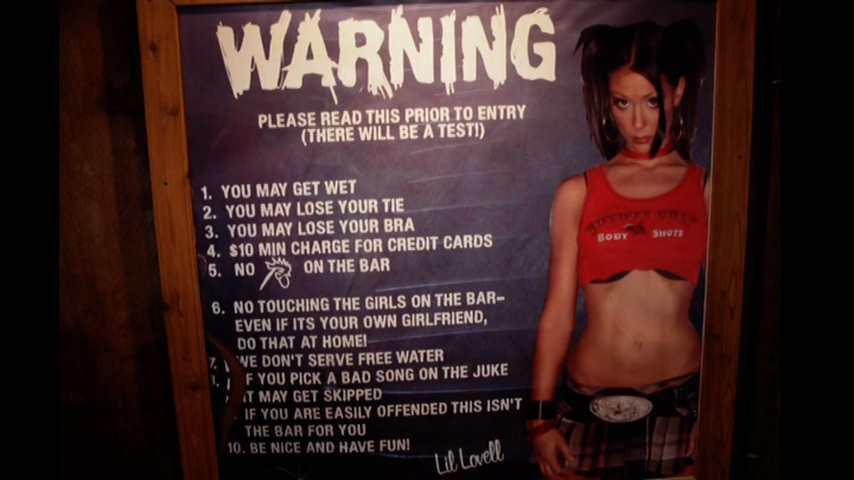 WARNING
PLEASE READ THIS PRIOR TO ENTRY
(THERE WILL BE A TEST!)
1. YOU MAY GET WET
2. YOU MAY LOSE YOUR TIE
3. YOU MAY LOSE YOUR BRA
4. $10 MIN CHARGE FOR CREDIT CARDS
5. NO ON THE BAR
6. NO TOUCHING THE GIRLS ON THE BAR–
EVEN IF ITS YOUR OWN GIRLFRIEND,
DO THAT AT HOME!
7. WE DON'T SERVE FREE WATER
IF YOU PICK A BAD SONG ON THE JUKE
IT MAY GET SKIPPED
IF YOU ARE EASILY OFFENDED THIS ISN'T
THE BAR FOR YOU
10. BE NICE AND HAVE FUN!
Lil Lovell
BODY SHOTS